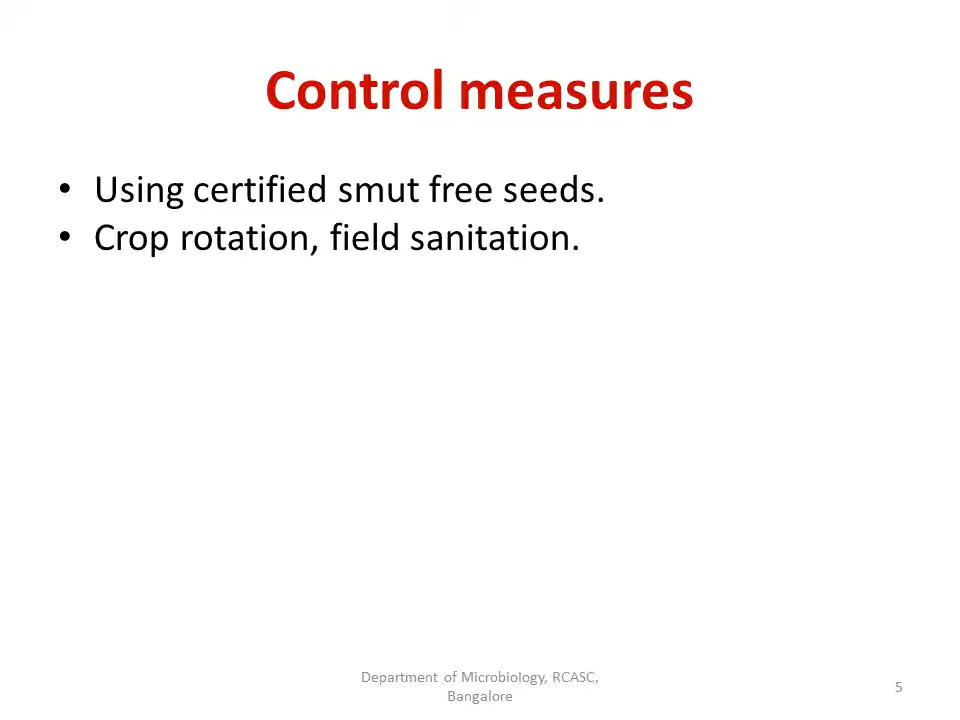 Control measures
• Using certified smut free seeds.
• Crop rotation, field sanitation.
Department of Microbiology, RCASC,
Bangalore
5